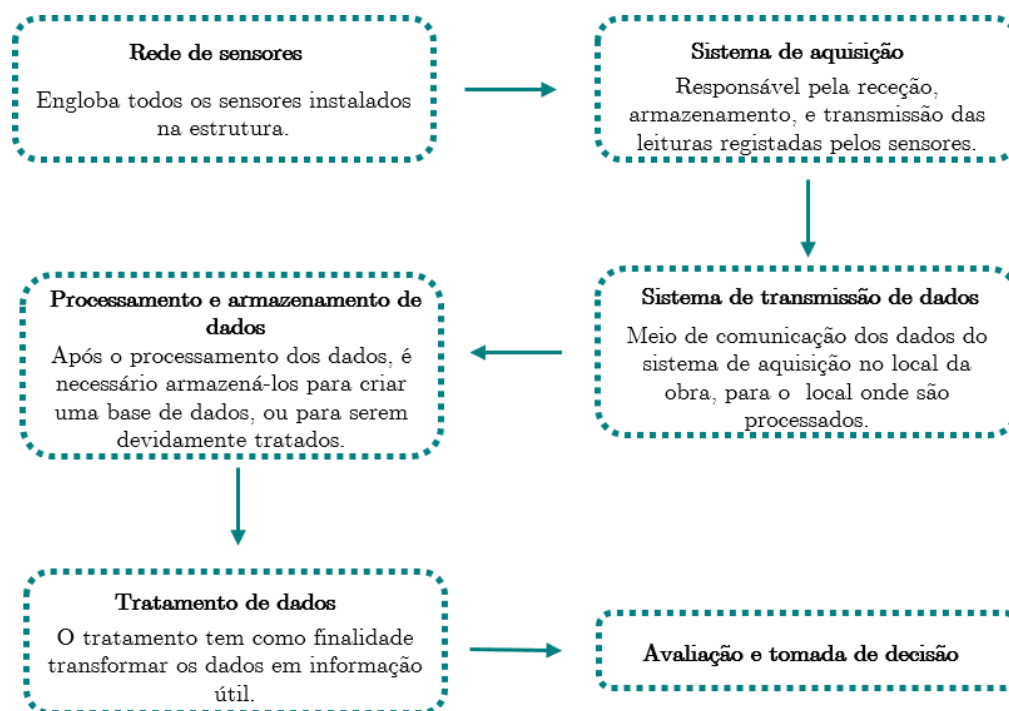 Rede de sensores
Engloba todos os sensores instalados
na estrutura.
Sistema de aquisição
Responsável pela receção,
armazenamento, e transmissão das
leituras registadas pelos sensores.
Sistema de transmissão de dados
Meio de comunicação dos dados do
sistema de aquisição no local da
obra, para o local onde são
processados.
Processamento e armazenamento de
dados
Após o processamento dos dados, é
necessário armazená-los para criar
uma base de dados, ou para serem
devidamente tratados.
Tratamento de dados
O tratamento tem como finalidade
transformar os dados em informação
útil.
Avaliação e tomada de decisão